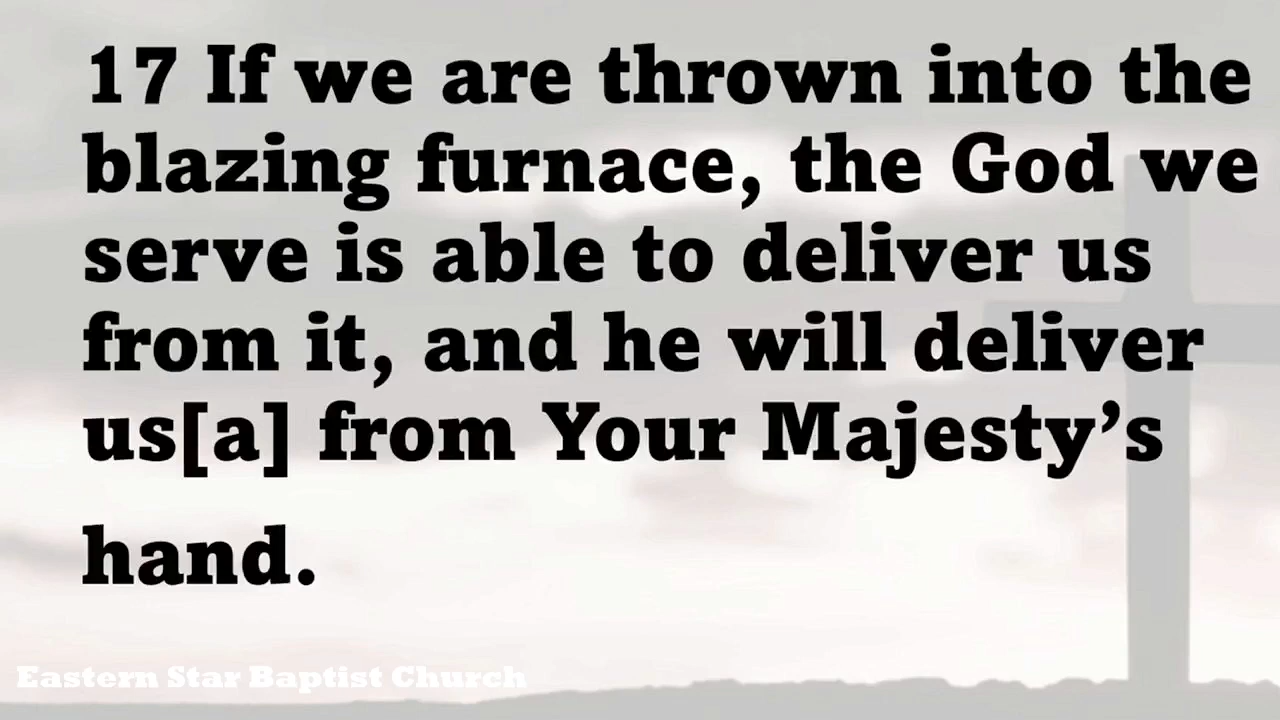 17 If we are thrown into the
blazing furnace, the God we
serve is able to deliver us
from it, and he will deliver
us[a] from Your Majesty’s
hand.
Eastern Star Baptist Church